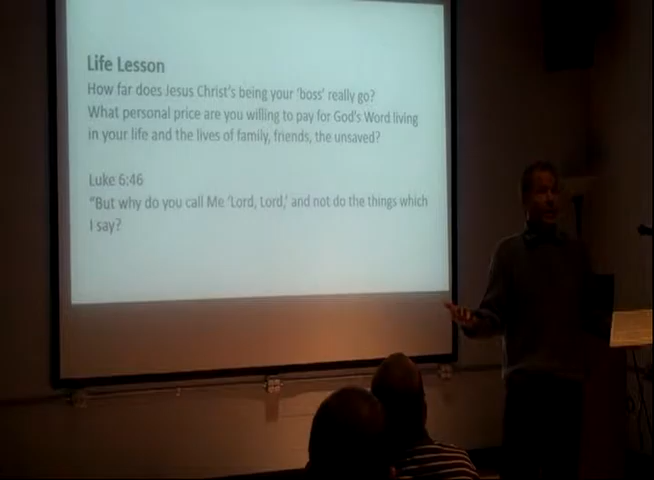 Life Lesson
How far does Jesus Christ's being your 'boss' really go?
What personal price are you willing to pay for God's Word living
in your life and the lives of family, friends, the unsaved?
Luke 6:46
"But why do you call Me 'Lord, Lord,' and not do the things which
I say?